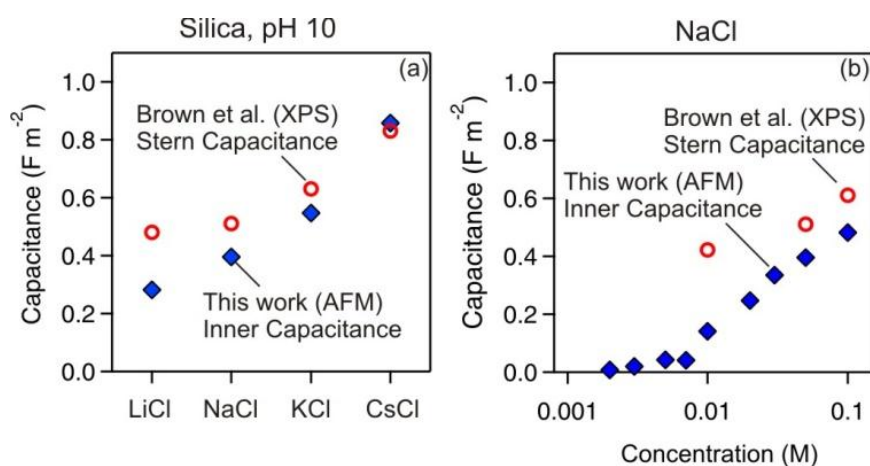 Silica, pH 10
(a)
Capacitance (F m⁻²)
1.0
0.8
0.6
0.4
0.2
0.0
Brown et al. (XPS)
Stern Capacitance
This work (AFM)
Inner Capacitance
LiCl NaCl KCl CsCl
NaCl
(b)
Capacitance (F m⁻²)
1.0
0.8
0.6
0.4
0.2
0.0
Brown et al. (XPS)
Stern Capacitance
This work (AFM)
Inner Capacitance
0.001 0.01 0.1
Concentration (M)